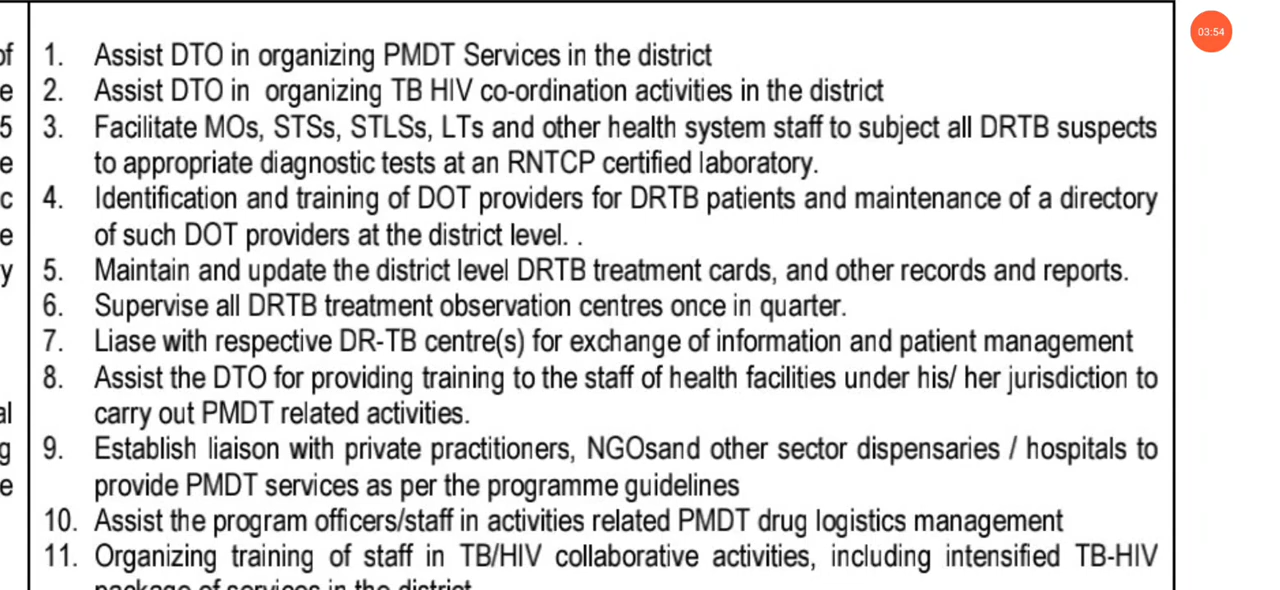 of 1. Assist DTO in organizing PMDT Services in the district
03:54
e 2. Assist DTO in organizing TB HIV co-ordination activities in the district
5 3. Facilitate MOs, STSs, STLSs, LTs and other health system staff to subject all DRTB suspects
e to appropriate diagnostic tests at an RNTCP certified laboratory.
c 4. Identification and training of DOT providers for DRTB patients and maintenance of a directory
e of such DOT providers at the district level. .
y 5. Maintain and update the district level DRTB treatment cards, and other records and reports.
6. Supervise all DRTB treatment observation centres once in quarter.
7. Liase with respective DR-TB centre(s) for exchange of information and patient management
8. Assist the DTO for providing training to the staff of health facilities under his/ her jurisdiction to
al carry out PMDT related activities.
g 9. Establish liaison with private practitioners, NGOsand other sector dispensaries / hospitals to
e provide PMDT services as per the programme guidelines
10. Assist the program officers/staff in activities related PMDT drug logistics management
11. Organizing training of staff in TB/HIV collaborative activities, including intensified TB-HIV
package of services in the district